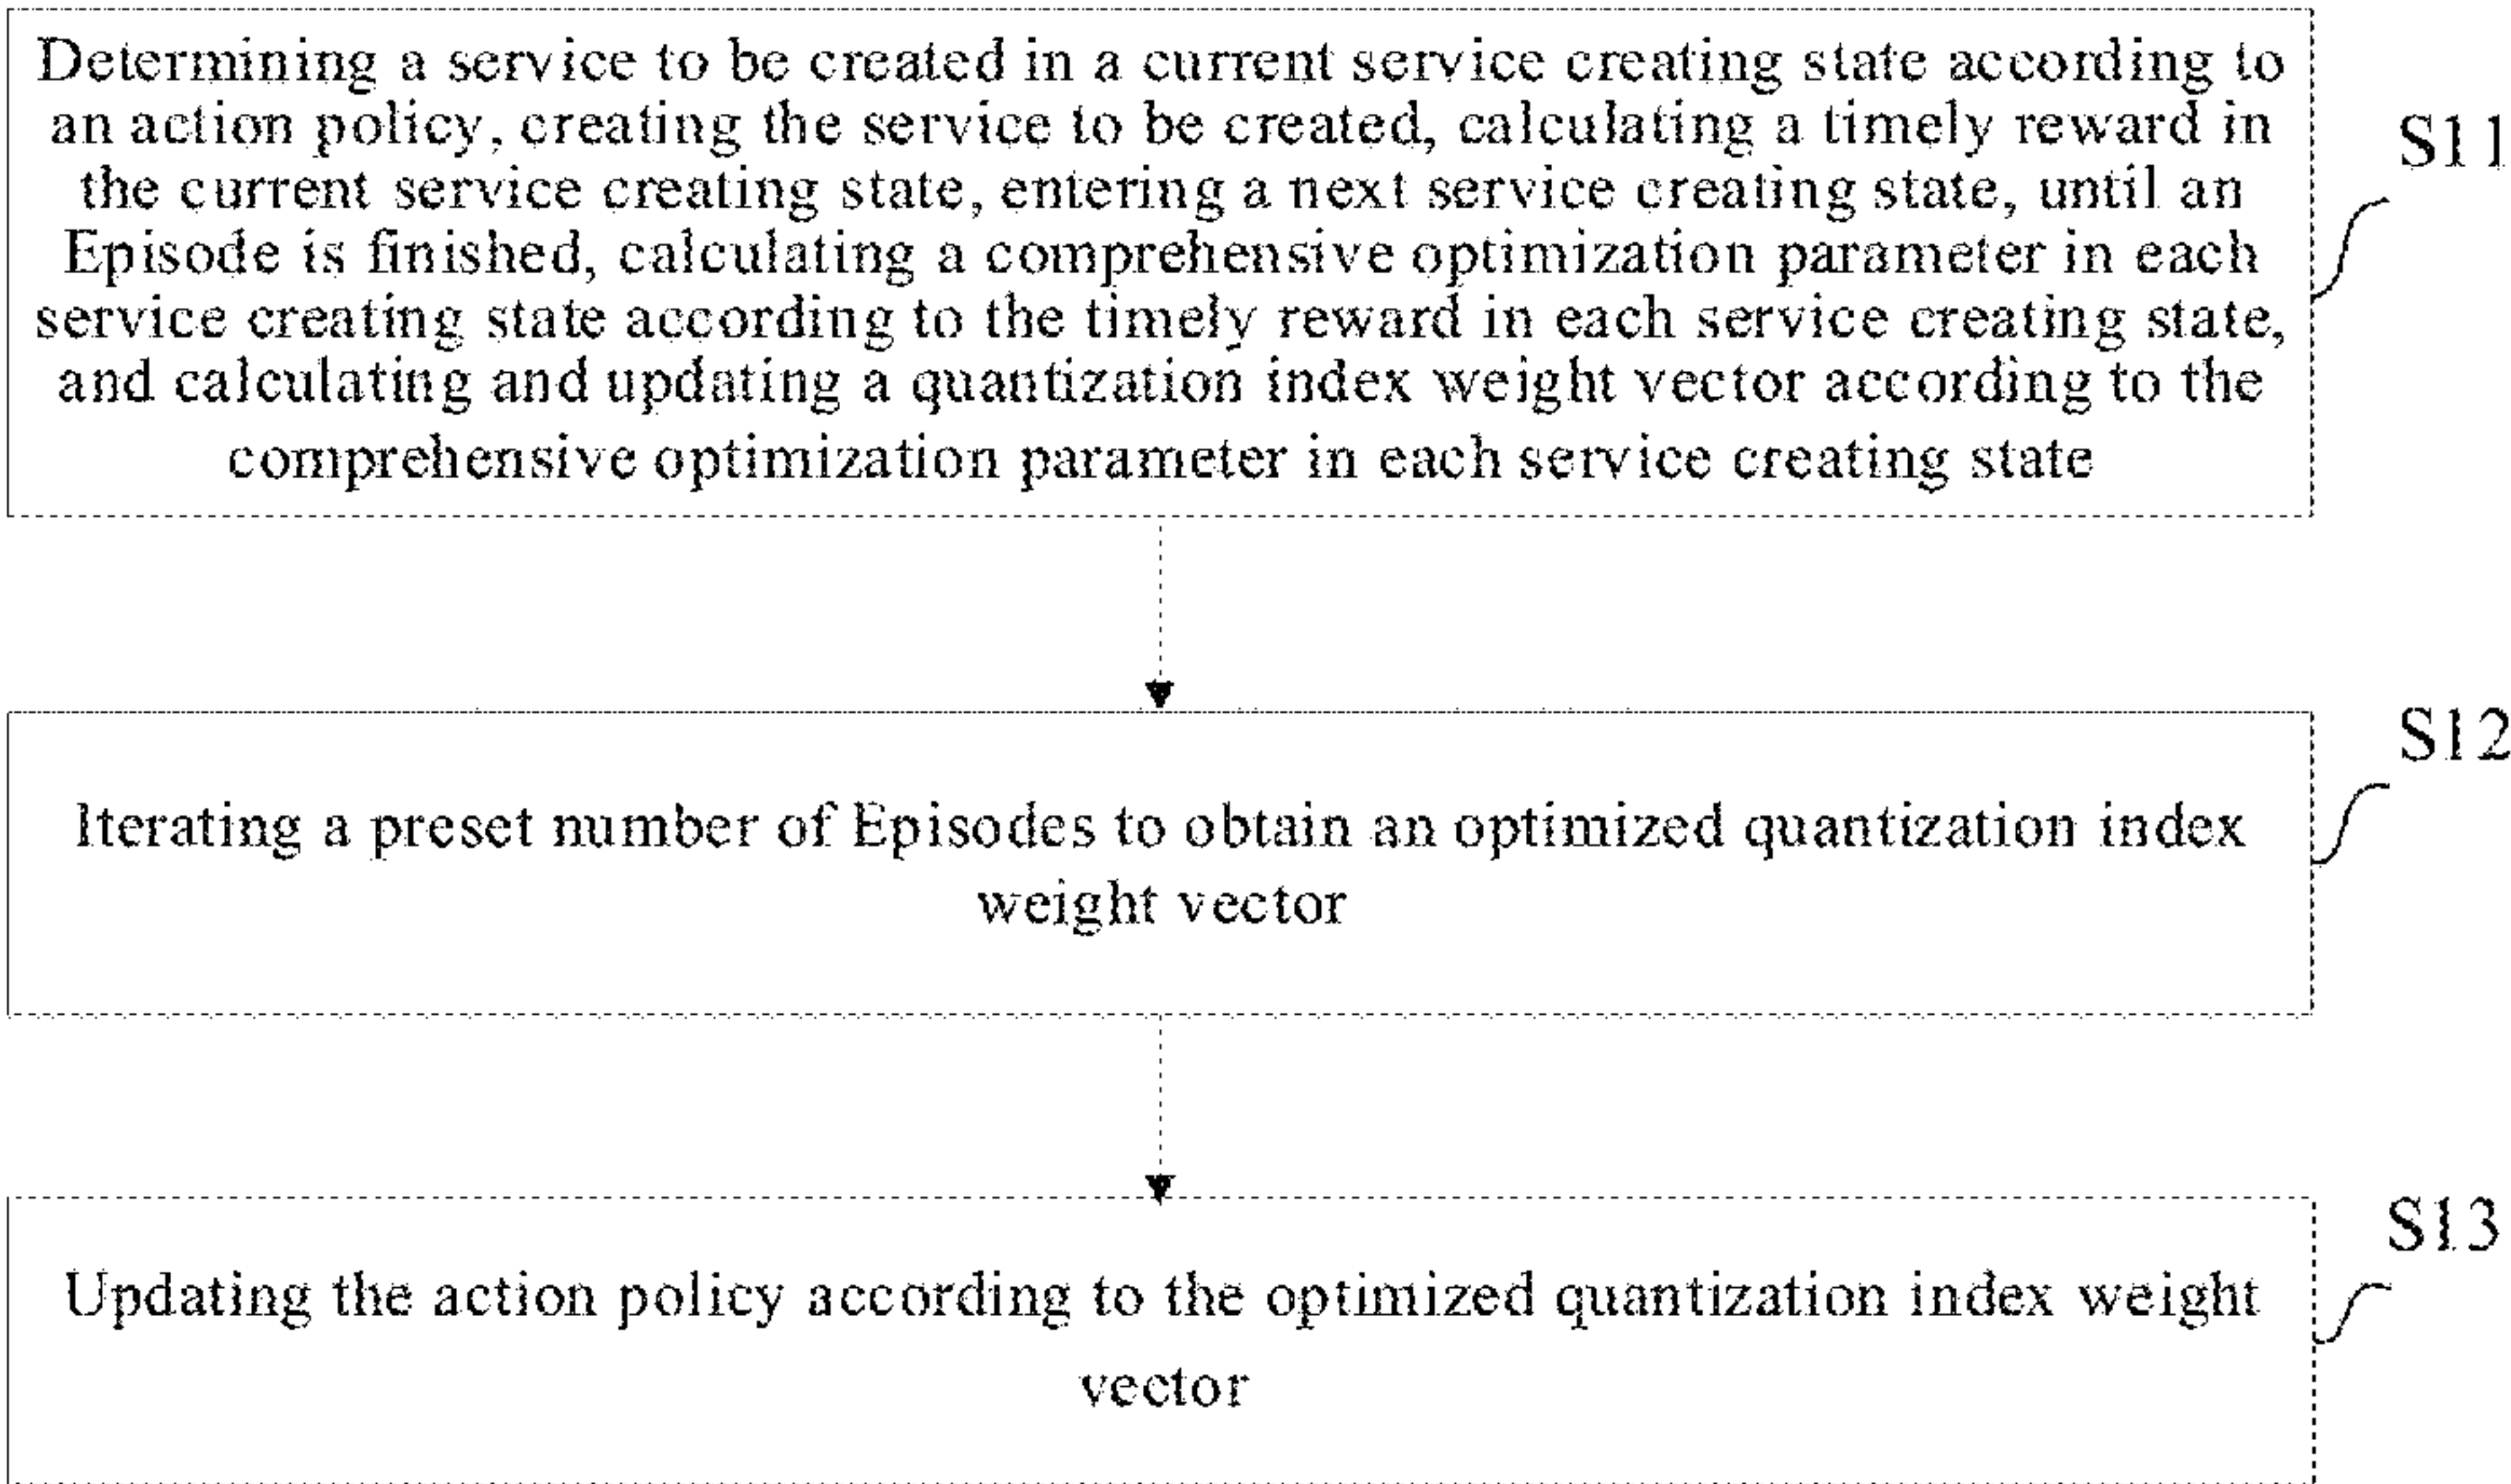 Determining a service to be created in a current service creating state according to
an action policy, creating the service to be created, calculating a timely reward in
the current service creating state, entering a next service creating state, until an
Episode is finished, calculating a comprehensive optimization parameter in each
service creating state according to the timely reward in each service creating state,
and calculating and updating a quantization index weight vector according to the
comprehensive optimization parameter in each service creating state
S11
Iterating a preset number of Episodes to obtain an optimized quantization index
weight vector
S12
Updating the action policy according to the optimized quantization index weight
vector
S13